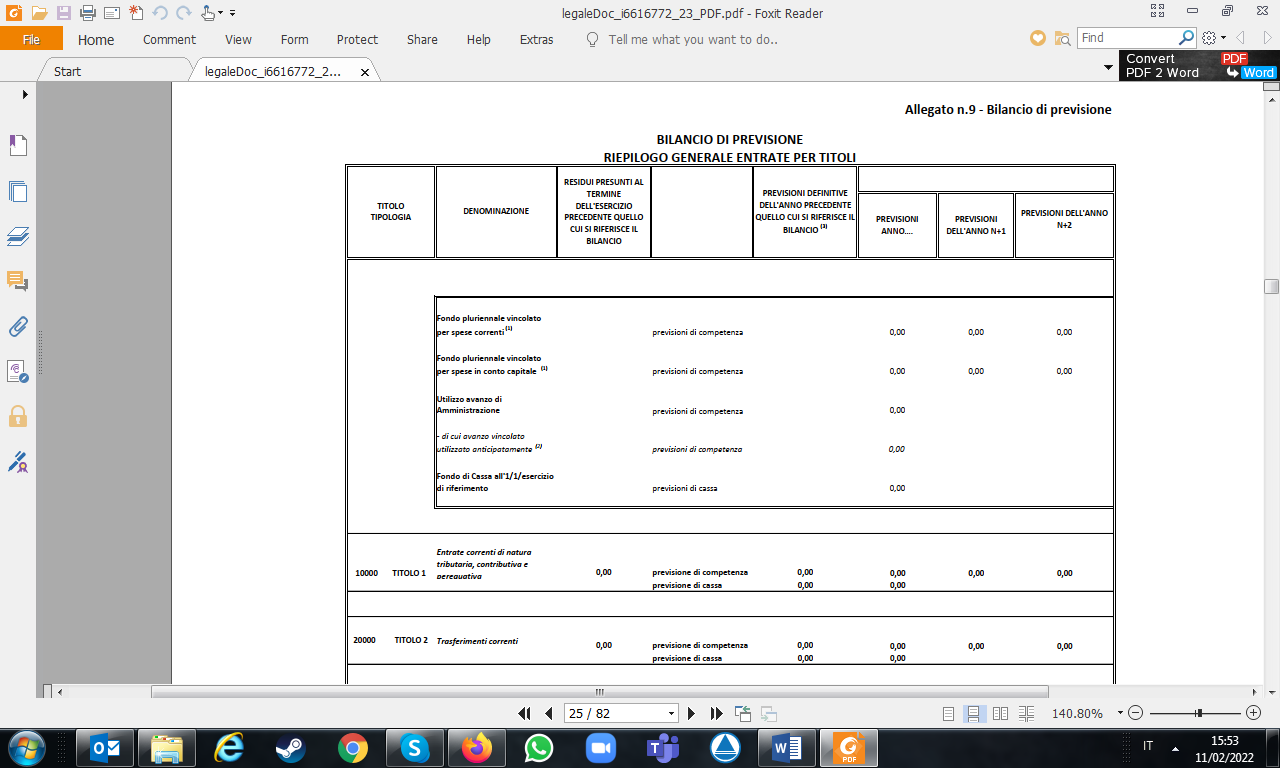 legaleDoc_i6616772_23_PDF.pdf - Foxit Reader
File Home Comment View Form Protect Share Help Extras Tell me what you want to do.. Find
Start legaleDoc_i6616772_2... x Convert PDF
PDF 2 Word Word
Allegato n.9 - Bilancio di previsione
BILANCIO DI PREVISIONE
RIEPILOGO GENERALE ENTRATE PER TITOLI
TITOLO
TIPOLOGIA
DENOMINAZIONE
RESIDUI PRESUNTI AL
TERMINE
DELL'ESERCIZIO
PRECEDENTE QUELLO
CUI SI RIFERISCE IL
BILANCIO
PREVISIONI DEFINITIVE
DELL'ANNO PRECEDENTE
QUELLO CUI SI RIFERISCE IL
BILANCIO (3)
PREVISIONI
ANNO....
PREVISIONI
DELL'ANNO N+1
PREVISIONI DELL'ANNO
N+2
Fondo pluriennale vincolato
per spese correnti (1) previsioni di competenza 0,00 0,00 0,00
Fondo pluriennale vincolato
per spese in conto capitale (1) previsioni di competenza 0,00 0,00 0,00
Utilizzo avanzo di
Amministrazione previsioni di competenza 0,00
- di cui avanzo vincolato
utilizzato anticipatamente (2) previsioni di competenza 0,00
Fondo di Cassa all'1/1/esercizio
di riferimento previsioni di cassa 0,00
Entrate correnti di natura
tributaria, contributiva e
perequativa
10000 TITOLO 1 0,00 previsione di competenza 0,00 0,00 0,00 0,00
previsione di cassa 0,00 0,00
20000 TITOLO 2 Trasferimenti correnti 0,00 previsione di competenza 0,00 0,00 0,00 0,00
previsione di cassa 0,00 0,00
25 / 82 140.80%
IT 15:53
11/02/2022